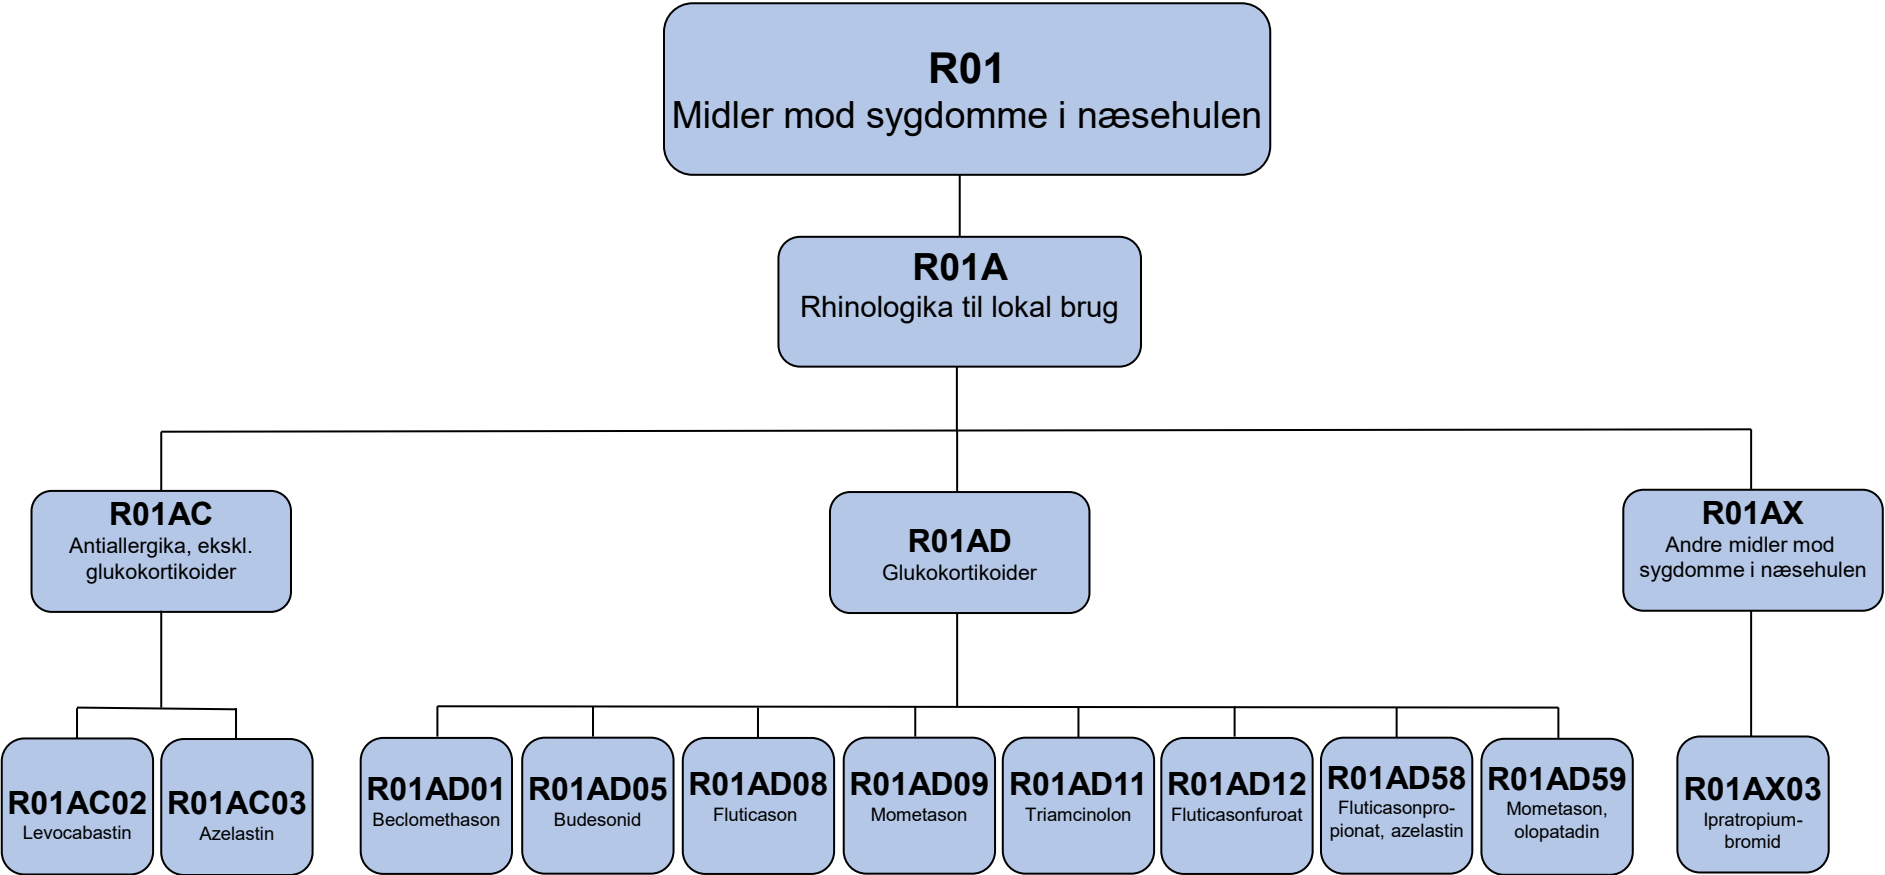 R01
Midler mod sygdomme i næsehulen
R01A
Rhinologika til lokal brug
R01AC
Antiallergika, ekskl.
glukokortikoider
R01AD
Glukokortikoider
R01AX
Andre midler mod
sygdomme i næsehulen
R01AC02
Levocabastin
R01AC03
Azelastin
R01AD01
Beclomethason
R01AD05
Budesonid
R01AD08
Fluticason
R01AD09
Mometason
R01AD11
Triamcinolon
R01AD12
Fluticasonfuroat
R01AD58
Fluticasonpro-
pionat, azelastin
R01AD59
Mometason,
olopatadin
R01AX03
Ipratropium-
bromid